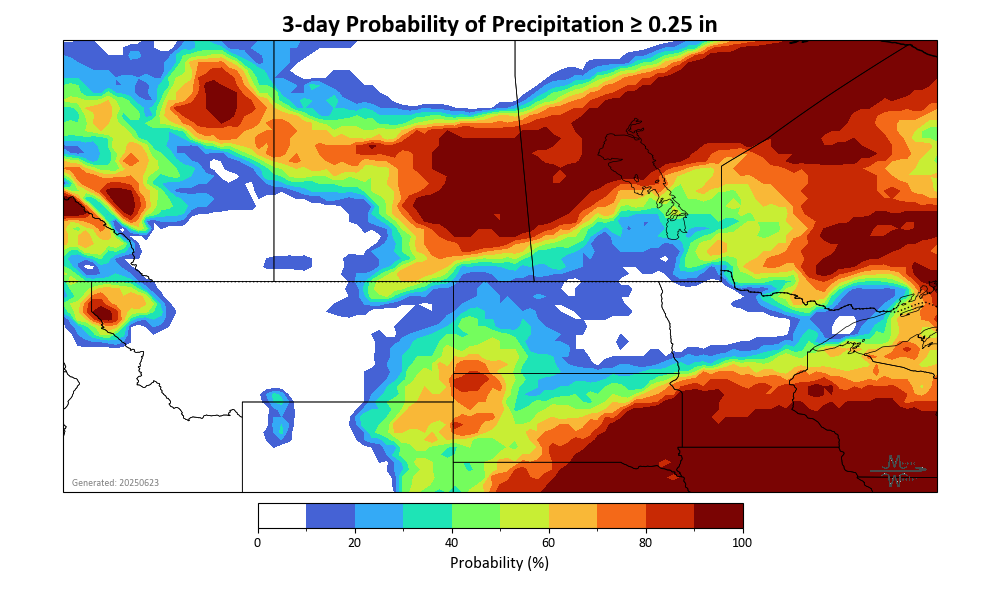 3-day Probability of Precipitation ≥ 0.25 in
Generated: 20250623
0 20 40 60 80 100
Probability (%)